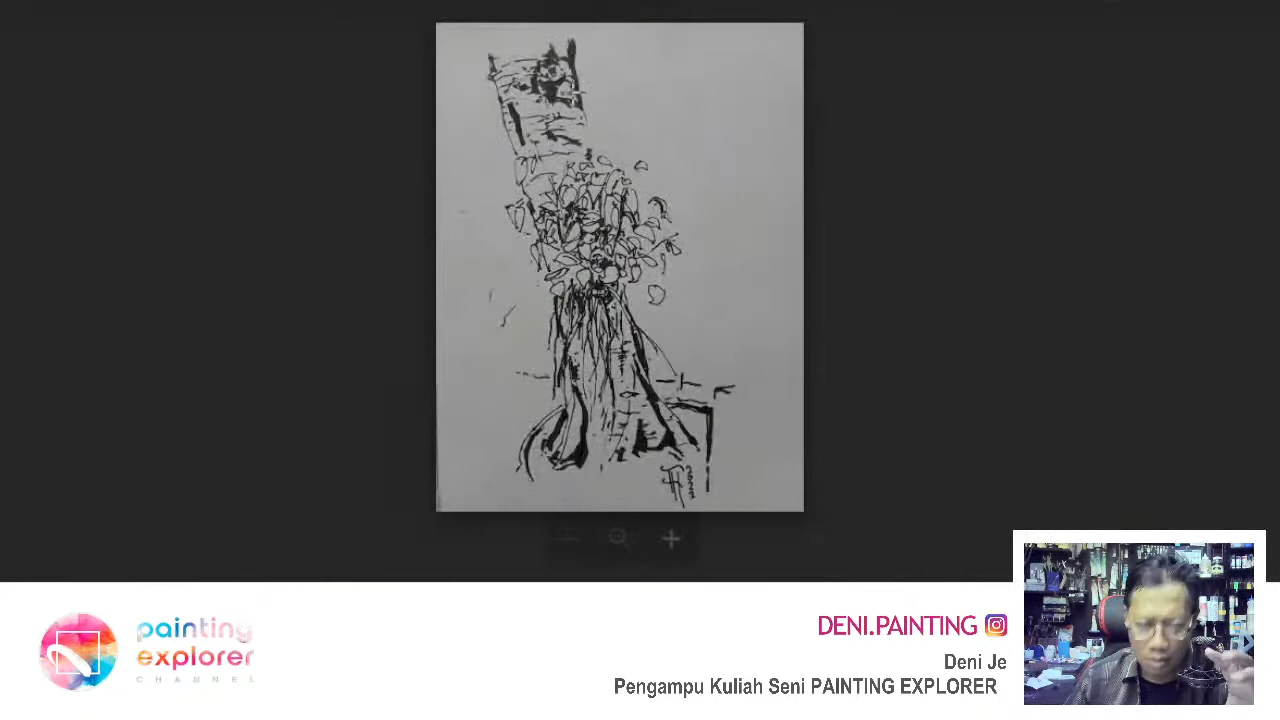 painting
explorer
CHANNEL
DENI.PAINTING
Deni Je
Pengampu Kuliah Seni PAINTING EXPLORER